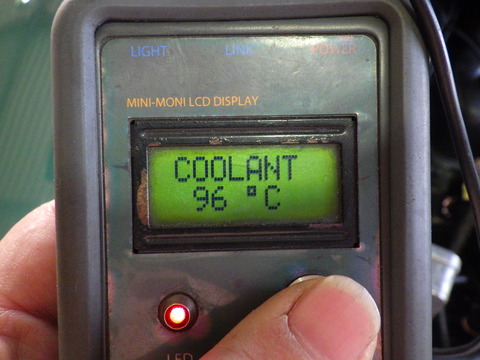 LIGHT LINK POWER
MINI-MONI LCD DISPLAY
COOLANT
96 °C
LED